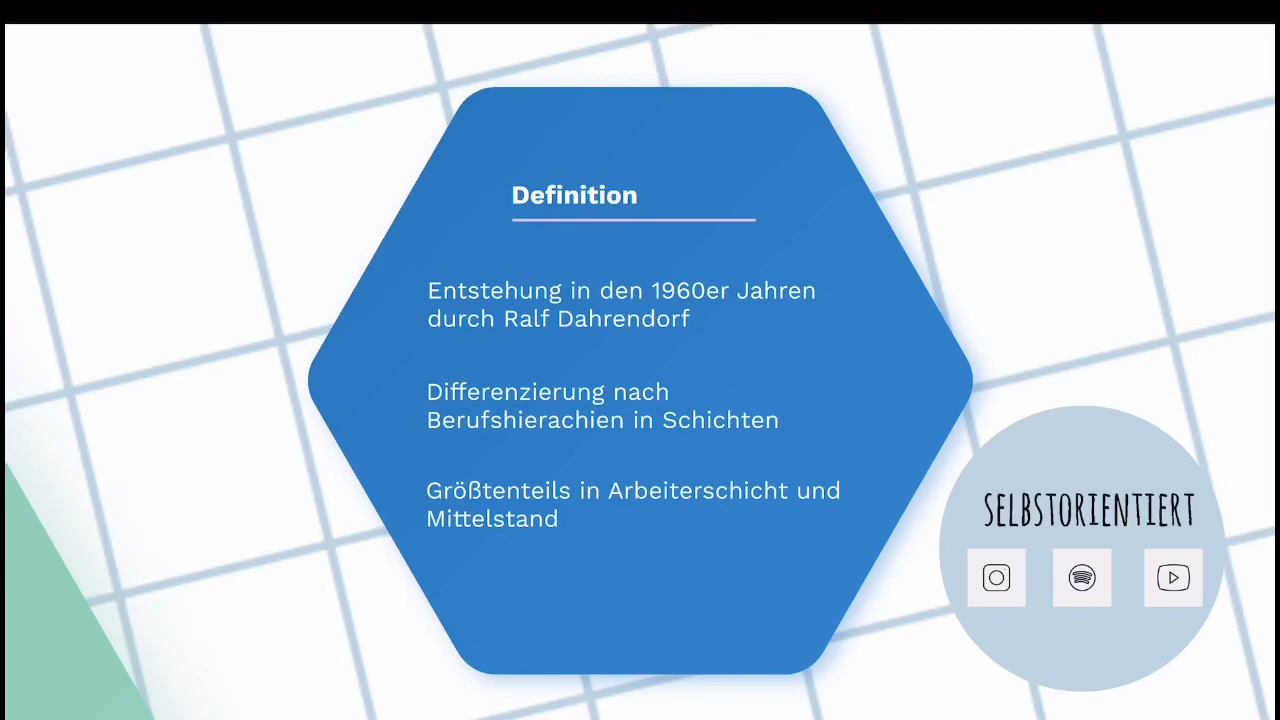 Definition
Entstehung in den 1960er Jahren
durch Ralf Dahrendorf
Differenzierung nach
Berufshierachien in Schichten
Größtenteils in Arbeiterschicht und
Mittelstand
SELBSTORIENTIERT